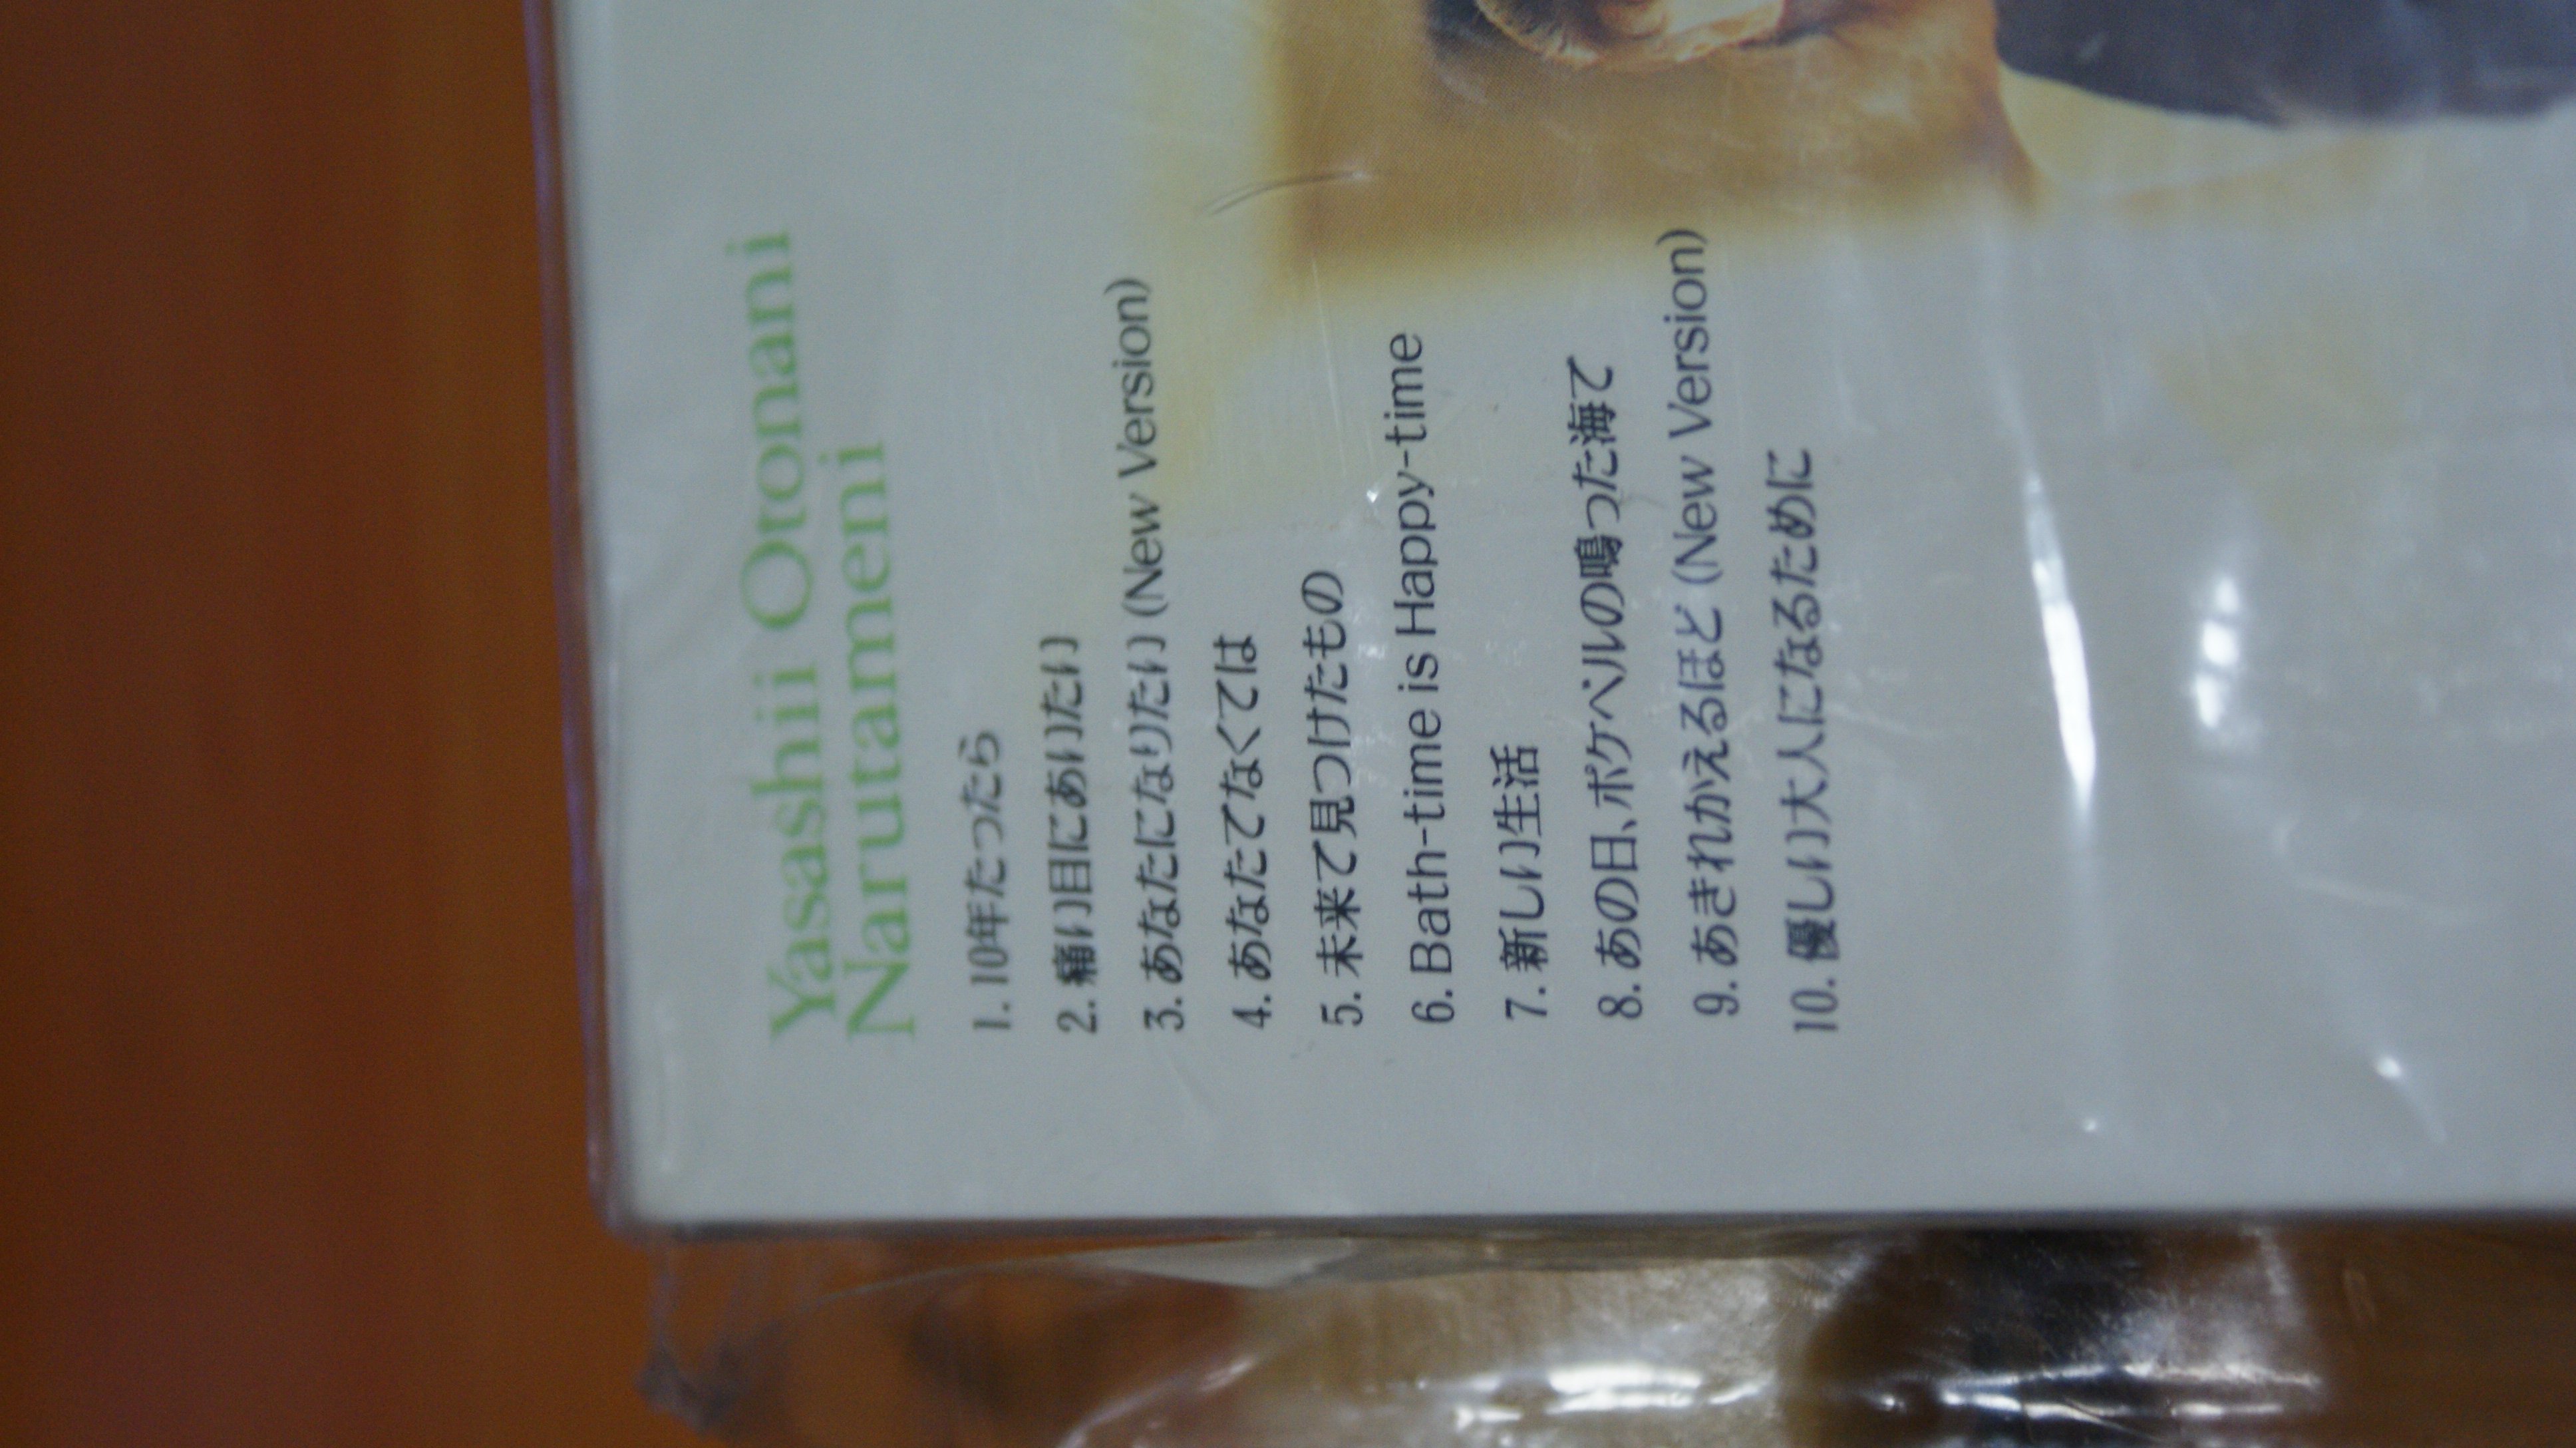 Yasashii Otonani
Narutameni
1. 10年たったら
2. 痛い目にあいたい
3. あなたになりたい (New Version)
4. あなたでなくては
5. 未来で見つけたもの
6. Bath-time is Happy-time
7. 新しい生活
8. あの日、ポケベルの鳴った海で
9. あきれかえるほど (New Version)
10. 優しい大人になるために